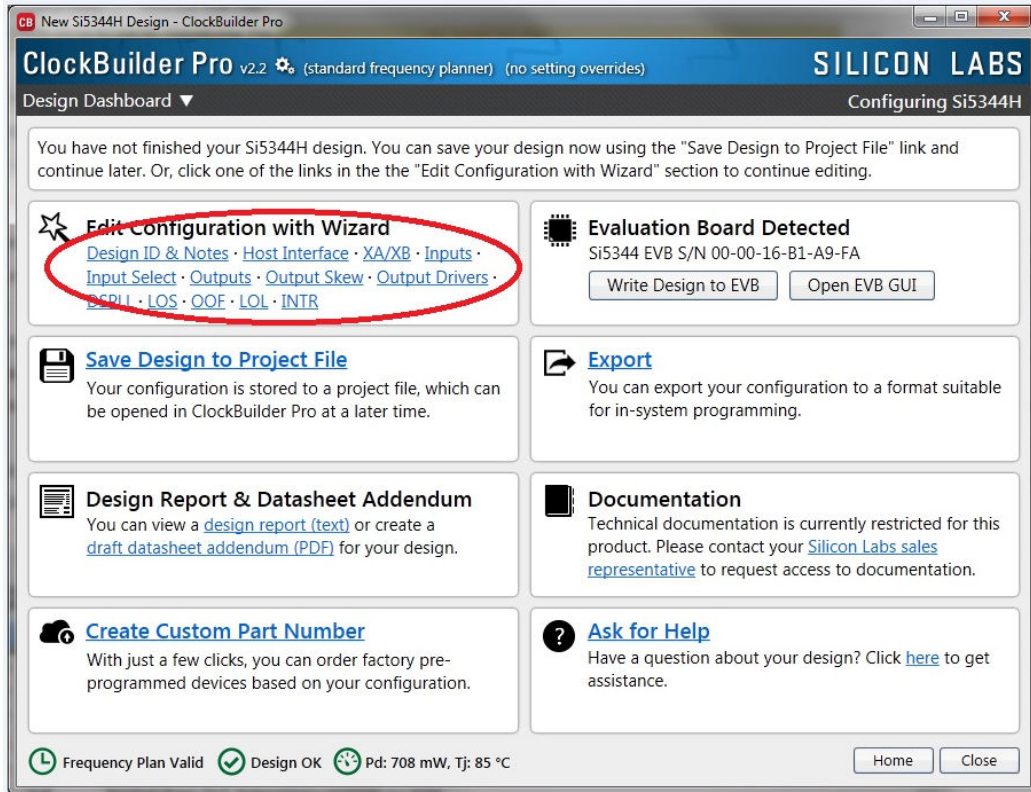 CB New Si5344H Design - ClockBuilder Pro
ClockBuilder Pro v2.2 (standard frequency planner) (no setting overrides) SILICON LABS
Design Dashboard ▼ Configuring Si5344H
You have not finished your Si5344H design. You can save your design now using the "Save Design to Project File" link and
continue later. Or, click one of the links in the the "Edit Configuration with Wizard" section to continue editing.
Edit Configuration with Wizard
Design ID & Notes · Host Interface · XA/XB · Inputs ·
Input Select · Outputs · Output Skew · Output Drivers ·
DSPLL · LOS · OOF · LOL · INTR
Evaluation Board Detected
Si5344 EVB S/N 00-00-16-B1-A9-FA
Write Design to EVB Open EVB GUI
Save Design to Project File
Your configuration is stored to a project file, which can
be opened in ClockBuilder Pro at a later time.
Export
You can export your configuration to a format suitable
for in-system programming.
Design Report & Datasheet Addendum
You can view a design report (text) or create a
draft datasheet addendum (PDF) for your design.
Documentation
Technical documentation is currently restricted for this
product. Please contact your Silicon Labs sales
representative to request access to documentation.
Create Custom Part Number
With just a few clicks, you can order factory pre-
programmed devices based on your configuration.
Ask for Help
Have a question about your design? Click here to get
assistance.
Frequency Plan Valid Design OK Pd: 708 mW, Tj: 85 °C Home Close